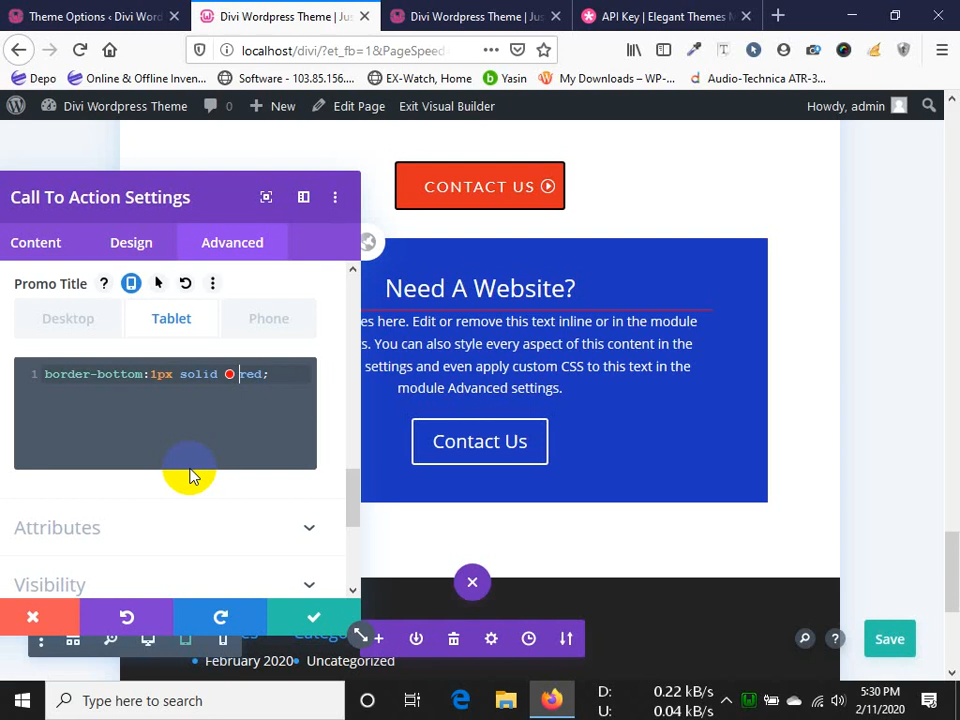 Theme Options ‹ Divi Word
Divi Wordpress Theme | Jus
Divi Wordpress Theme | Jus
API Key | Elegant Themes M
localhost/divi/?et_fb=1&PageSpeed
Depo
Online & Offline Inven...
Software - 103.85.156....
EX-Watch, Home
Yasin
My Downloads – WP-...
Audio-Technica ATR-3...
Divi Wordpress Theme
0
New
Edit Page
Exit Visual Builder
Howdy, admin
CONTACT US
Call To Action Settings
Content
Design
Advanced
Promo Title
Desktop
Tablet
Phone
1 border-bottom:1px solid red;
Attributes
Visibility
Need A Website?
es here. Edit or remove this text inline or in the module
s. You can also style every aspect of this content in the
settings and even apply custom CSS to this text in the
module Advanced settings.
Contact Us
February 2020
Uncategorized
Save
Type here to search
D: 0.22 kB/s
U: 0.04 kB/s
5:30 PM
2/11/2020